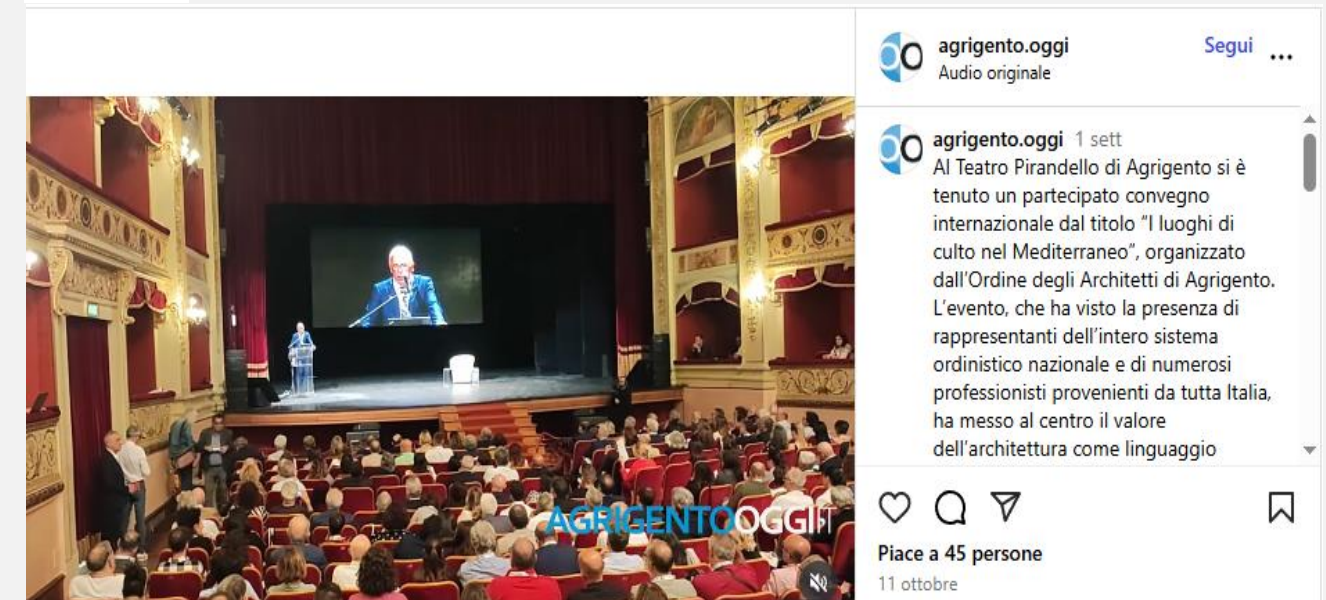 agrigento.oggi
Segui
Audio originale
agrigento.oggi 1 sett
Al Teatro Pirandello di Agrigento si è
tenuto un partecipato convegno
internazionale dal titolo “I luoghi di
culto nel Mediterraneo”, organizzato
dall’Ordine degli Architetti di Agrigento.
L’evento, che ha visto la presenza di
rappresentanti dell’intero sistema
ordinistico nazionale e di numerosi
professionisti provenienti da tutta Italia,
ha messo al centro il valore
dell’architettura come linguaggio
AGRIGENTOOGGI.it
Piace a 45 persone
11 ottobre